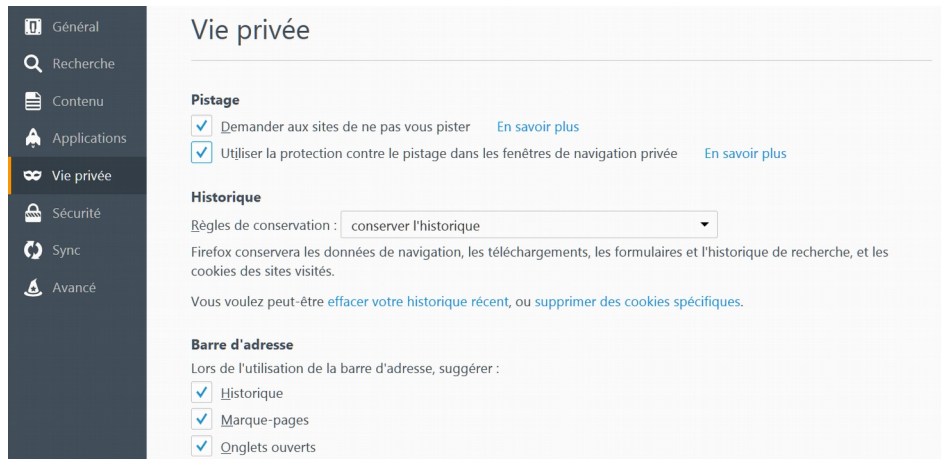 Général
Recherche
Contenu
Applications
Vie privée
Sécurité
Sync
Avancé
Vie privée
Pistage
Demander aux sites de ne pas vous pister En savoir plus
Utiliser la protection contre le pistage dans les fenêtres de navigation privée En savoir plus
Historique
Règles de conservation : conserver l'historique
Firefox conservera les données de navigation, les téléchargements, les formulaires et l'historique de recherche, et les
cookies des sites visités.
Vous voulez peut-être effacer votre historique récent, ou supprimer des cookies spécifiques.
Barre d'adresse
Lors de l'utilisation de la barre d'adresse, suggérer :
Historique
Marque-pages
Onglets ouverts